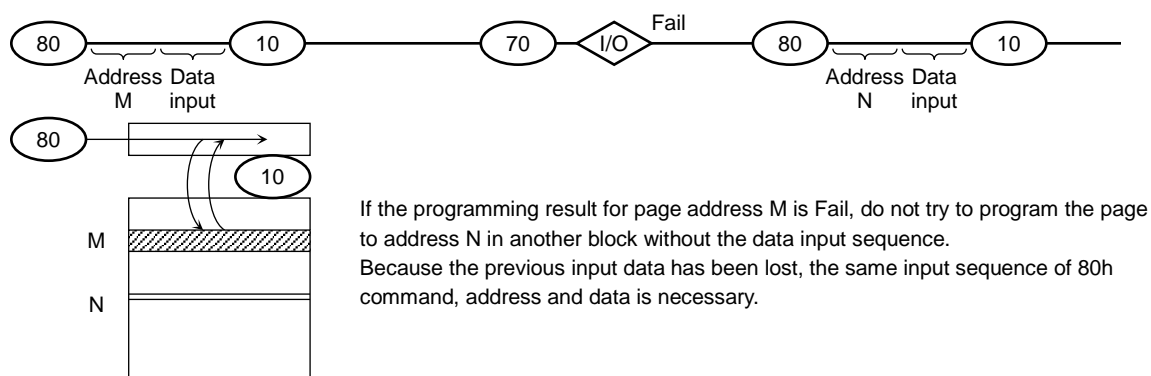 Fail
80 10 70 I/O 80 10
Address Data Address Data
M input N input
80
10
If the programming result for page address M is Fail, do not try to program the page
M to address N in another block without the data input sequence.
Because the previous input data has been lost, the same input sequence of 80h
N command, address and data is necessary.